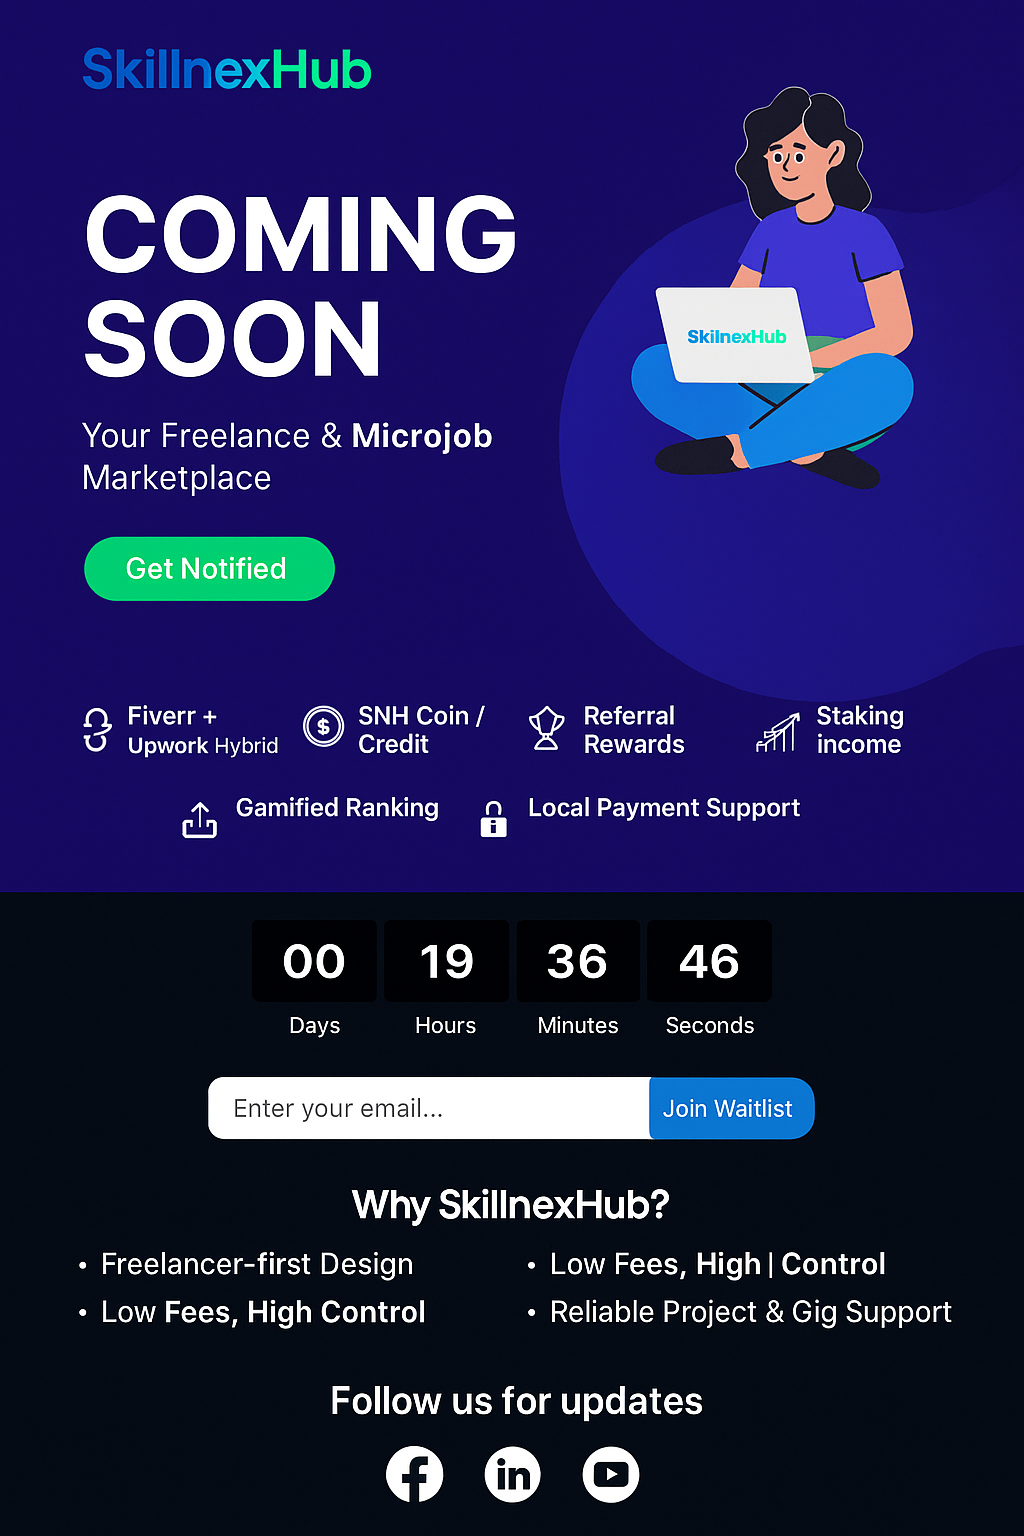 SkillnexHub
COMING
SOON
Your Freelance & Microjob
Marketplace
Get Notified
SkilnexHub
Fiverr +
Upwork Hybrid
SNH Coin /
Credit
Referral
Rewards
Staking
income
Gamified Ranking
Local Payment Support
00 19 36 46
Days Hours Minutes Seconds
Enter your email...
Join Waitlist
Why SkillnexHub?
• Freelancer-first Design
• Low Fees, High Control
• Low Fees, High | Control
• Reliable Project & Gig Support
Follow us for updates